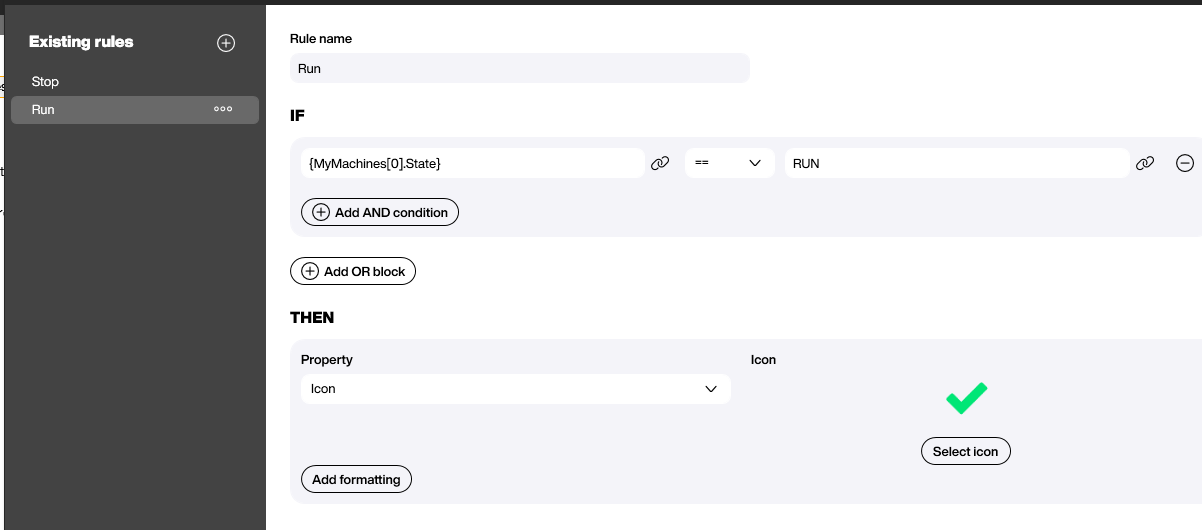 Existing rules
Stop
Run
Rule name
Run
IF
{MyMachines[0].State}
==
RUN
Add AND condition
Add OR block
THEN
Property
Icon
Icon
Select icon
Add formatting